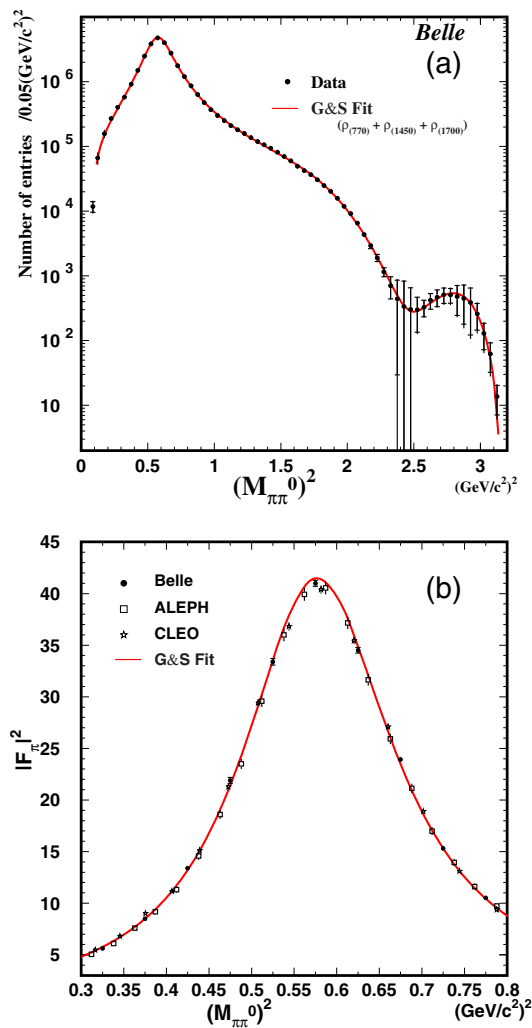 Belle
(a)
Number of entries /0.05(GeV/c²)²
10⁶
10⁵
10⁴
10³
10²
10
Data
G&S Fit
(ρ(770) + ρ(1450) + ρ(1700))
0 0.5 1 1.5 2 2.5 3
(Mππ⁰)²
(GeV/c²)²
(b)
|Fπ|²
45
40
35
30
25
20
15
10
5
Belle
ALEPH
CLEO
G&S Fit
0.3 0.35 0.4 0.45 0.5 0.55 0.6 0.65 0.7 0.75 0.8
(Mππ⁰)²
(GeV/c²)²